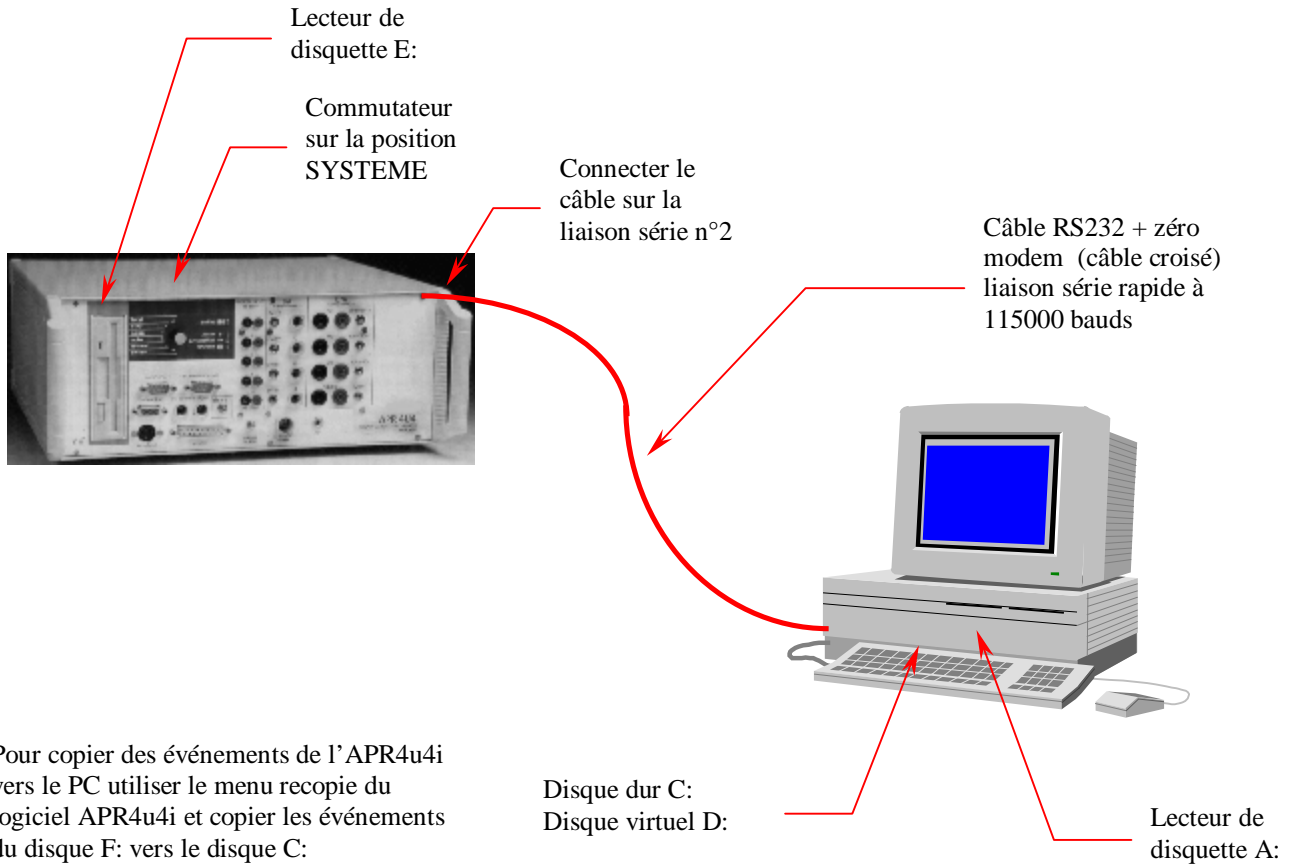 Lecteur de
disquette E:
Commutateur
sur la position
SYSTEME
Connecter le
câble sur la
liaison série n°2
Câble RS232 + zéro
modem (câble croisé)
liaison série rapide à
115000 bauds
APR4u4i
Pour copier des événements de l’APR4u4i
vers le PC utiliser le menu recopie du
logiciel APR4u4i et copier les événements
du disque F: vers le disque C:
Disque dur C:
Disque virtuel D:
Lecteur de
disquette A: